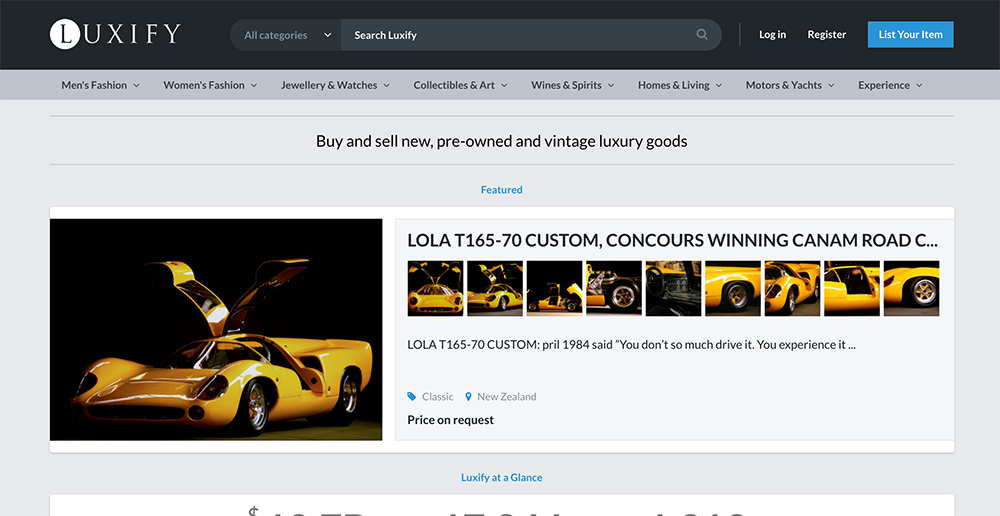 LUXIFY
All categories
Search Luxify
Log in
Register
List Your Item
Men's Fashion
Women's Fashion
Jewellery & Watches
Collectibles & Art
Wines & Spirits
Homes & Living
Motors & Yachts
Experience
Buy and sell new, pre-owned and vintage luxury goods
Featured
LOLA T165-70 CUSTOM, CONCOURS WINNING CANAM ROAD C...
LOLA T165-70 CUSTOM: pril 1984 said "You don't so much drive it. You experience it ...
Classic
New Zealand
Price on request
Luxify at a Glance